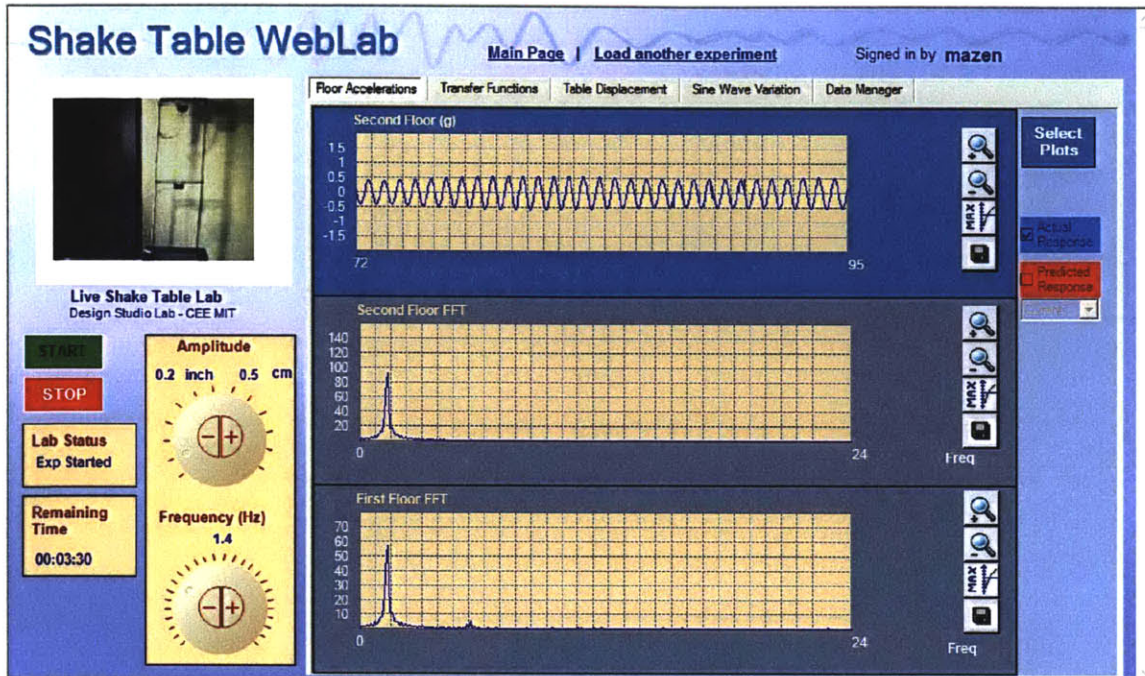 Shake Table WebLab
Main Page | Load another experiment
Signed in by mazen
Floor Accelerations
Transfer Functions
Table Displacement
Sine Wave Variation
Data Manager
Live Shake Table Lab
Design Studio Lab - CEE MIT
START
STOP
Lab Status
Exp Started
Remaining
Time
00:03:30
Amplitude
0.2 inch 0.5 cm
- +
Frequency (Hz)
1.4
- +
Second Floor (g)
1.5
1
0.5
0
-0.5
-1
-1.5
72 95
MAX
Second Floor FFT
140
120
100
80
60
40
20
0 24 Freq
MAX
First Floor FFT
70
60
50
40
30
20
10
0 24 Freq
MAX
Select
Plots
Actual
Response
Predicted
Response